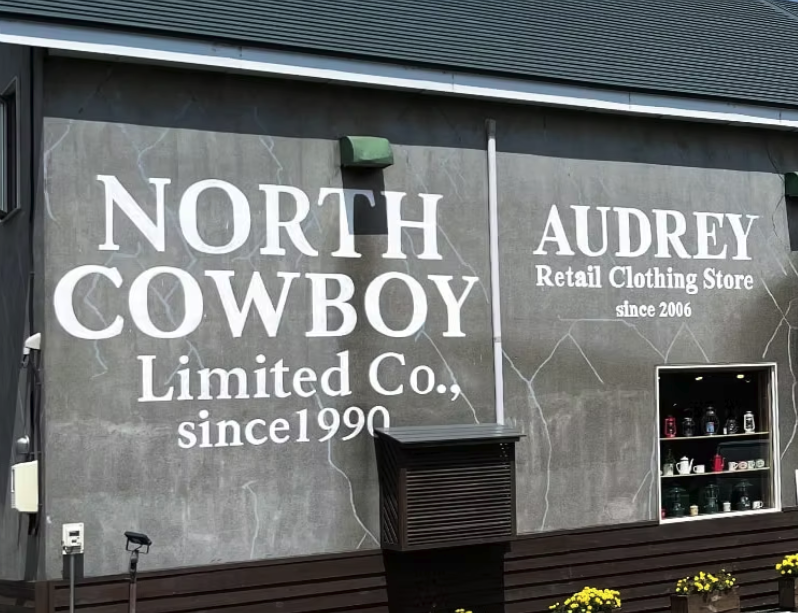 NORTH
COWBOY
Limited Co.,
since1990
AUDREY
Retail Clothing Store
since 2006